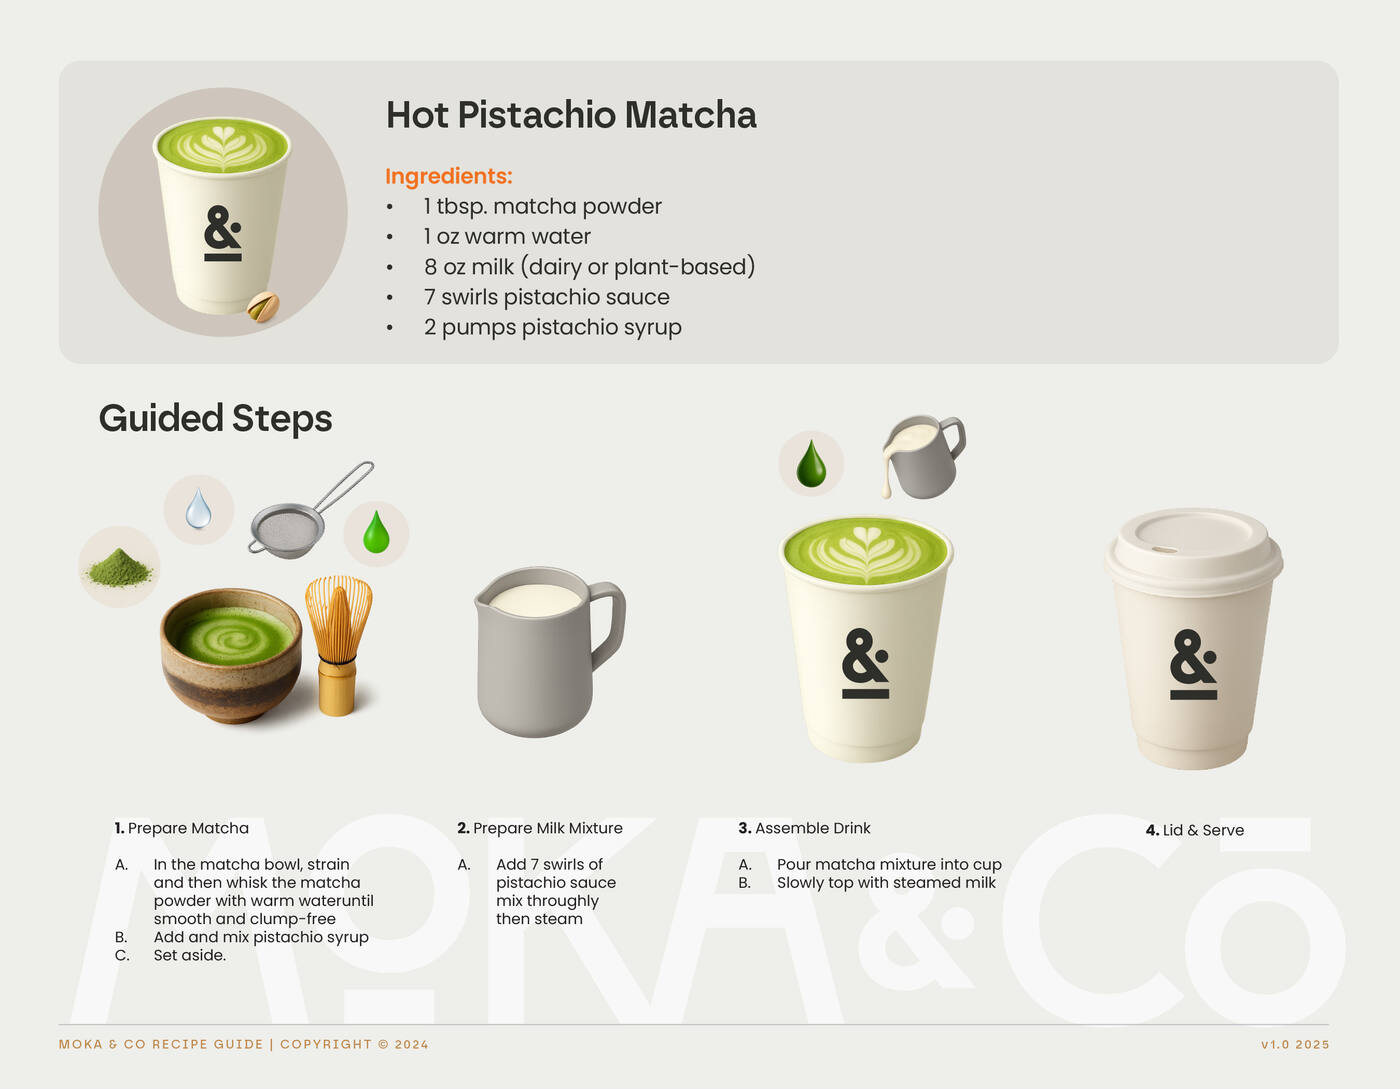 Hot Pistachio Matcha
Ingredients:
• 1 tbsp. matcha powder
• 1 oz warm water
• 8 oz milk (dairy or plant-based)
• 7 swirls pistachio sauce
• 2 pumps pistachio syrup
&
Guided Steps
&
&
1. Prepare Matcha
A. In the matcha bowl, strain
and then whisk the matcha
powder with warm wateruntil
smooth and clump-free
B. Add and mix pistachio syrup
C. Set aside.
2. Prepare Milk Mixture
A. Add 7 swirls of
pistachio sauce
mix throughly
then steam
3. Assemble Drink
A. Pour matcha mixture into cup
B. Slowly top with steamed milk
4. Lid & Serve
MOKA & Cō
MOKA & CO RECIPE GUIDE | COPYRIGHT © 2024
v1.0 2025